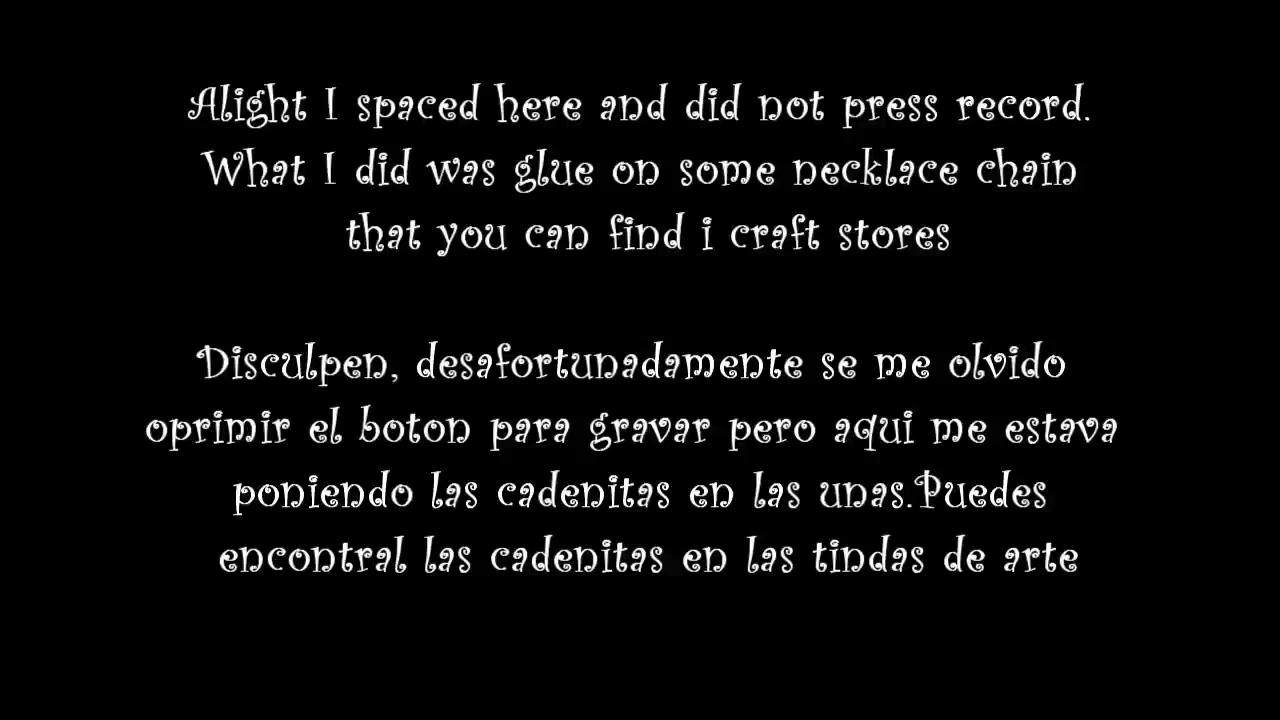 Alight I spaced here and did not press record.
What I did was glue on some necklace chain
that you can find i craft stores
Disculpen, desafortunadamente se me olvido
oprimir el boton para gravar pero aqui me estava
poniendo las cadenitas en las unas.Puedes
encontral las cadenitas en las tindas de arte